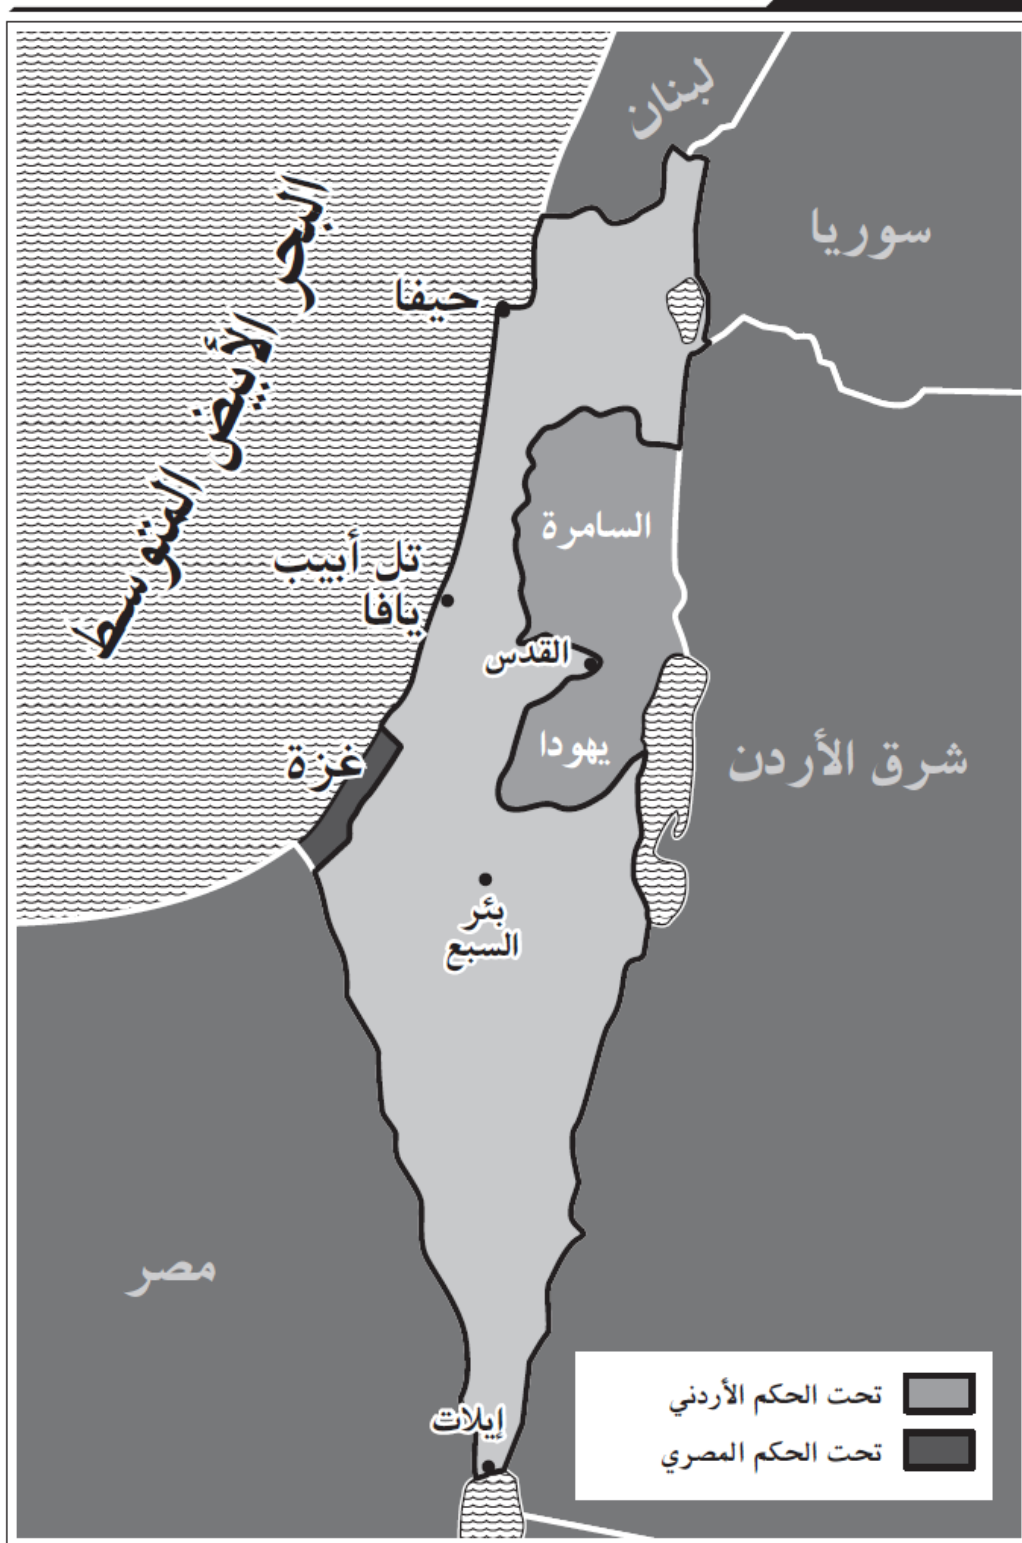 لبنان
سوريا
البحر الأبيض المتوسط
حيفا
السامرة
تل أبيب
يافا
القدس
يهودا
غزة
شرق الأردن
بئر
السبع
مصر
إيلات
تحت الحكم الأردني
تحت الحكم المصري